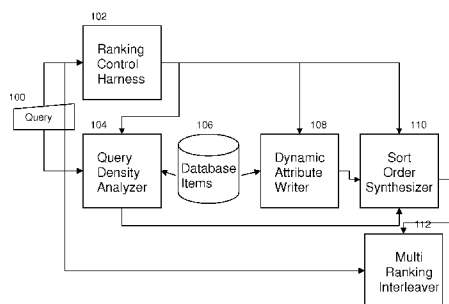 102
Ranking
Control
Harness
100
Query
104
Query
Density
Analyzer
106
Database
Items
108
Dynamic
Attribute
Writer
110
Sort
Order
Synthesizer
112
Multi
Ranking
Interleaver